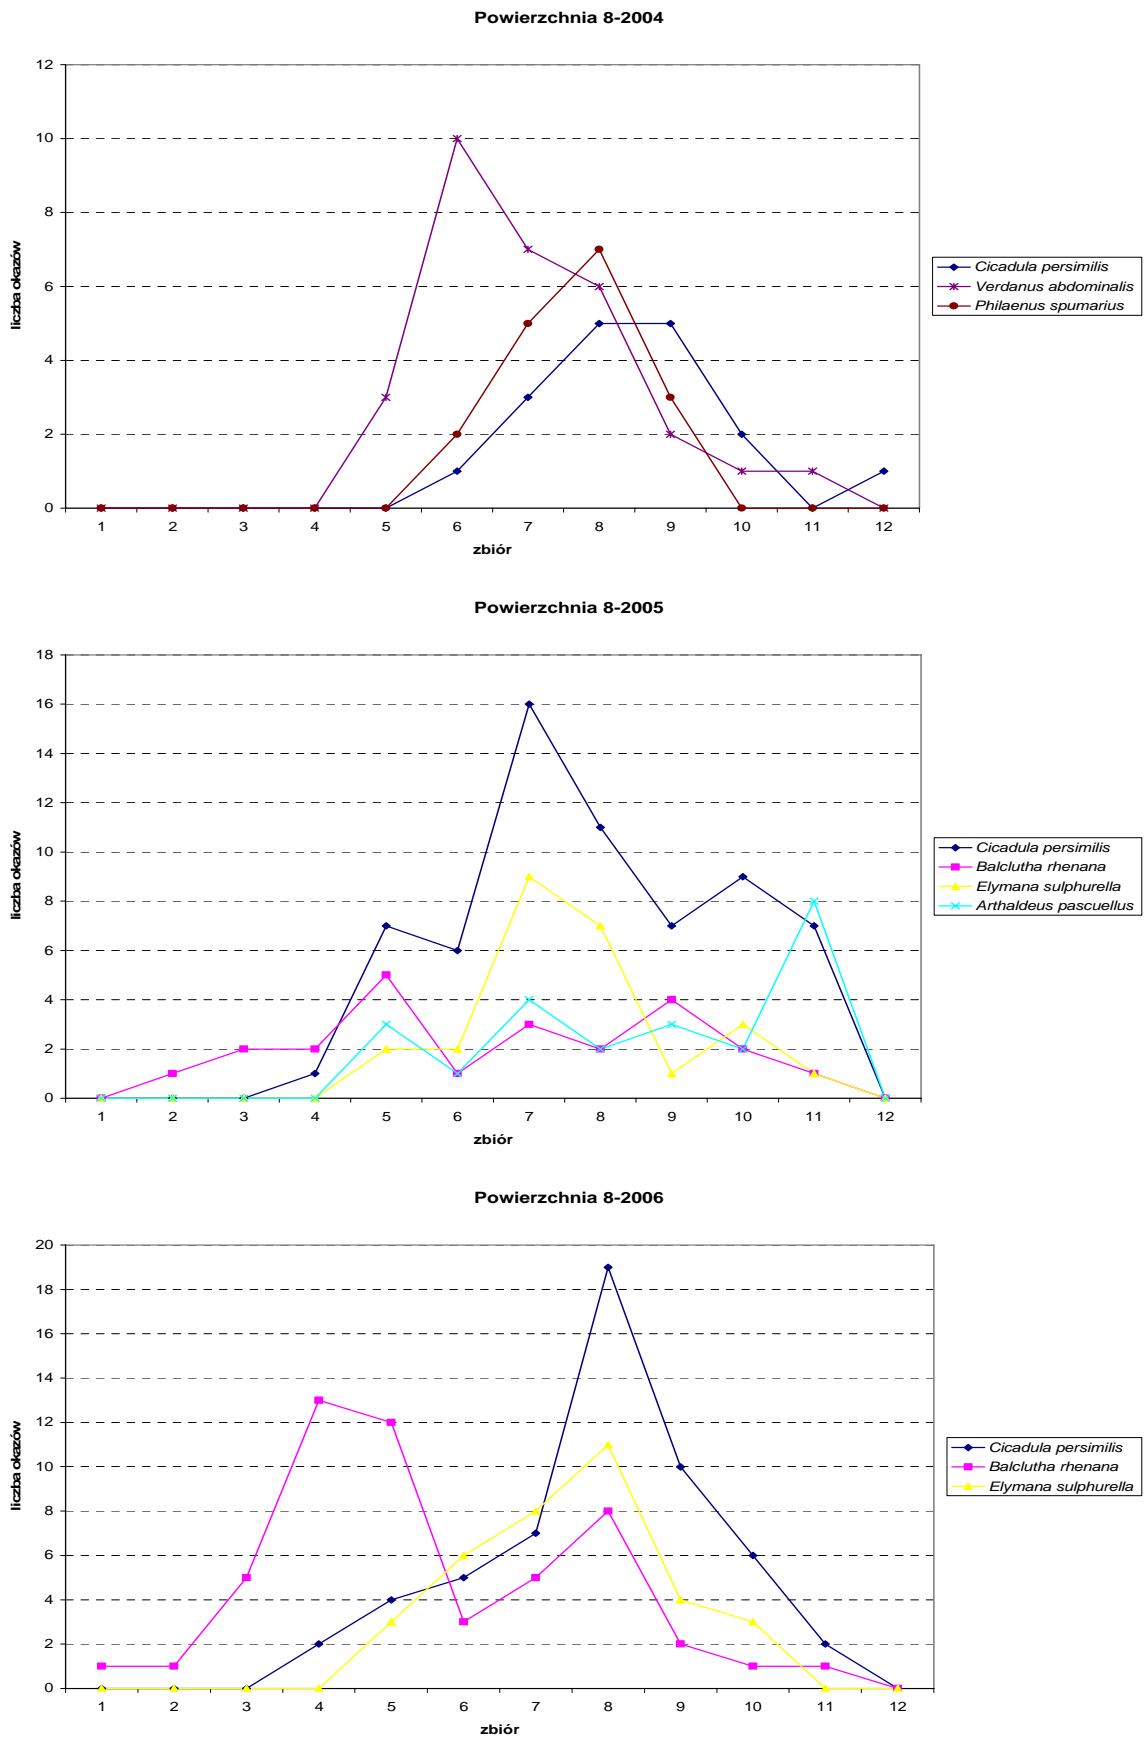 Powierzchnia 8-2004
12
10
8
6
4
2
0
liczba okazów
1 2 3 4 5 6 7 8 9 10 11 12
zbiór
Cicadula persimilis
Verdanus abdominalis
Philaenus spumarius
Powierzchnia 8-2005
18
16
14
12
10
8
6
4
2
0
liczba okazów
1 2 3 4 5 6 7 8 9 10 11 12
zbiór
Cicadula persimilis
Balclutha rhenana
Elymana sulphurella
Arthaldeus pascuellus
Powierzchnia 8-2006
20
18
16
14
12
10
8
6
4
2
0
liczba okazów
1 2 3 4 5 6 7 8 9 10 11 12
zbiór
Cicadula persimilis
Balclutha rhenana
Elymana sulphurella